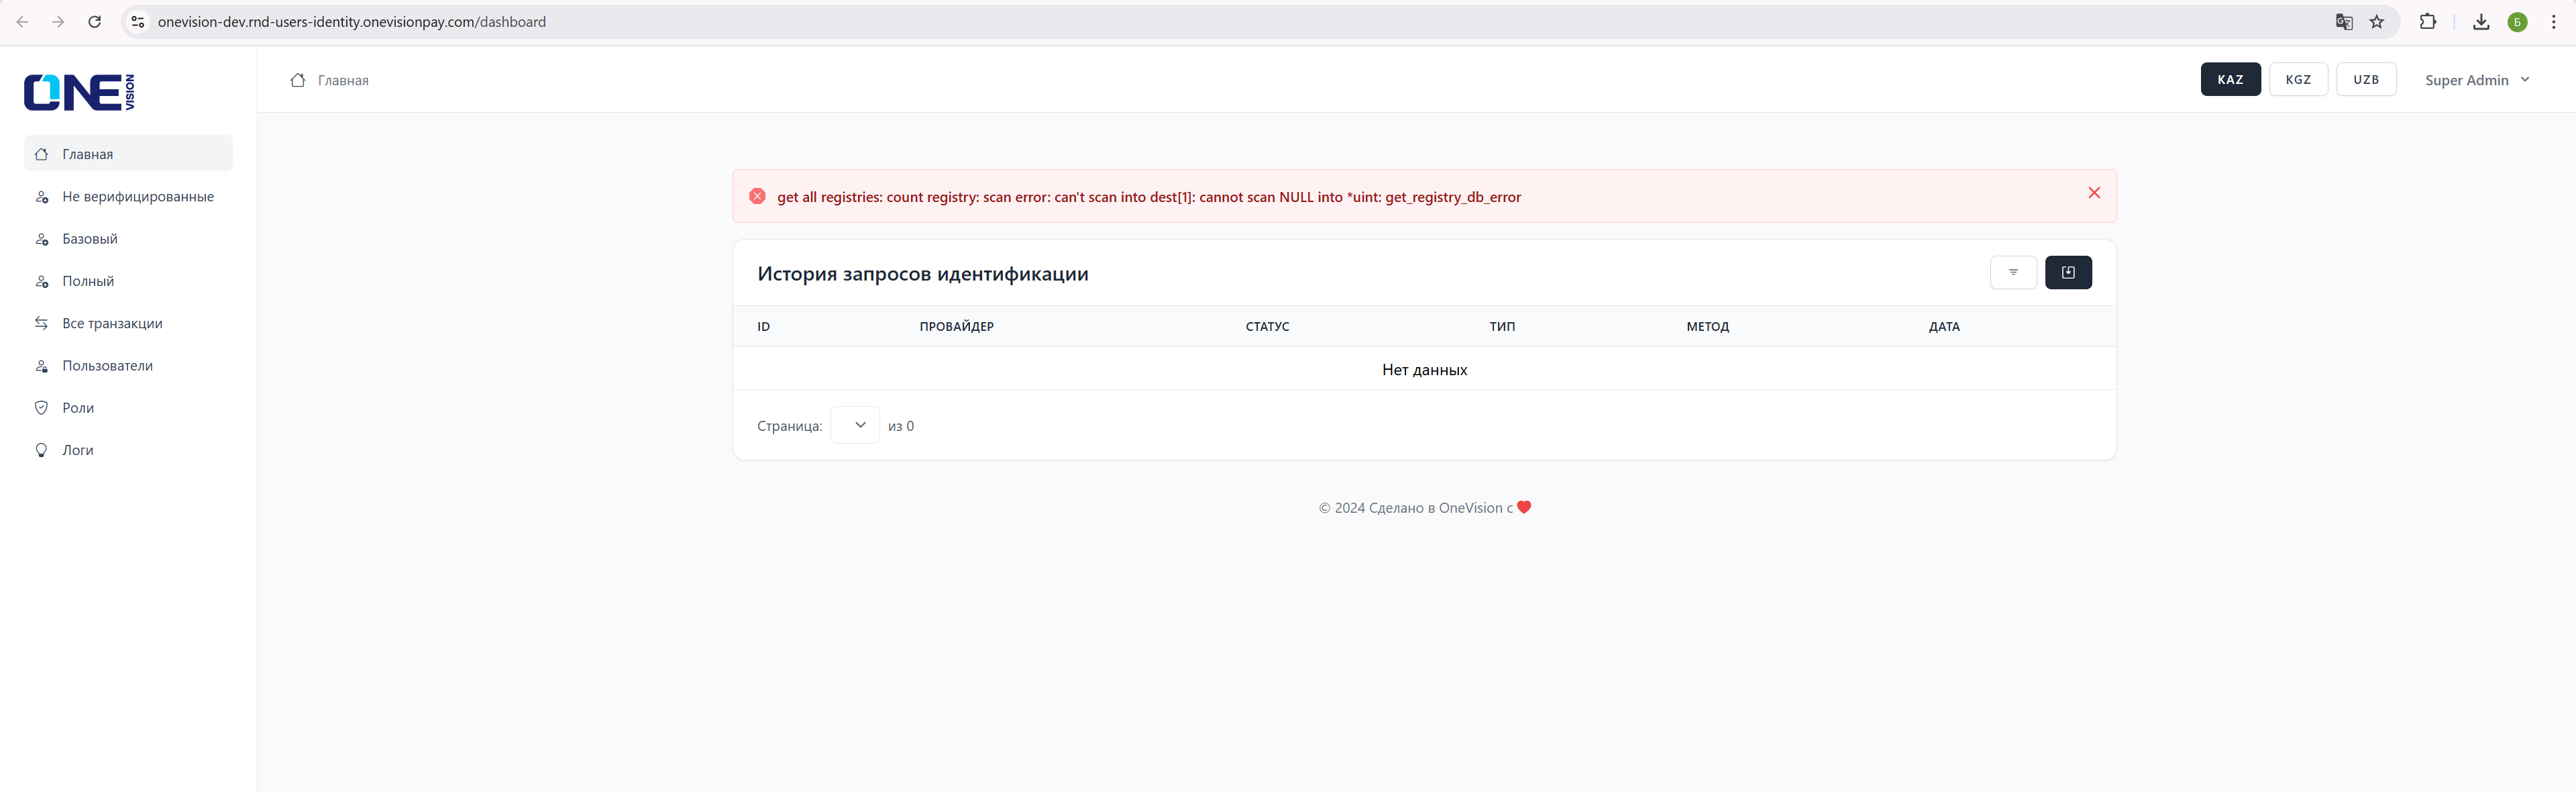 onevision-dev.rnd-users-identity.onevisionpay.com/dashboard
Б
ONE VISION
Главная
KAZ
KGZ
UZB
Super Admin
Главная
Не верифицированные
Базовый
Полный
Все транзакции
Пользователи
Роли
Логи
get all registries: count registry: scan error: can't scan into dest[1]: cannot scan NULL into *uint: get_registry_db_error
История запросов идентификации
ID ПРОВАЙДЕР СТАТУС ТИП МЕТОД ДАТА
Нет данных
Страница: из 0
© 2024 Сделано в OneVision с ❤